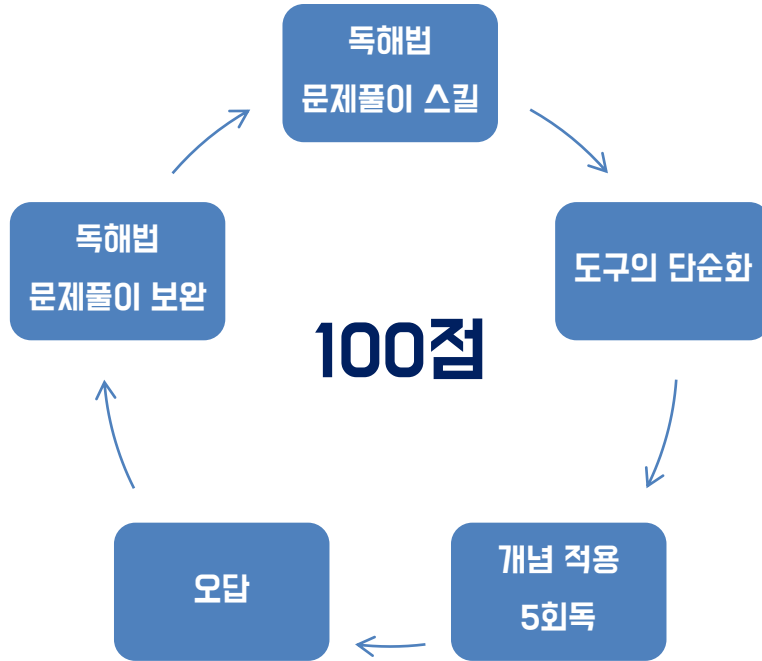 독해법
문제풀이 스킬
도구의 단순화
개념 적용
5회독
오답
독해법
문제풀이 보완
100점